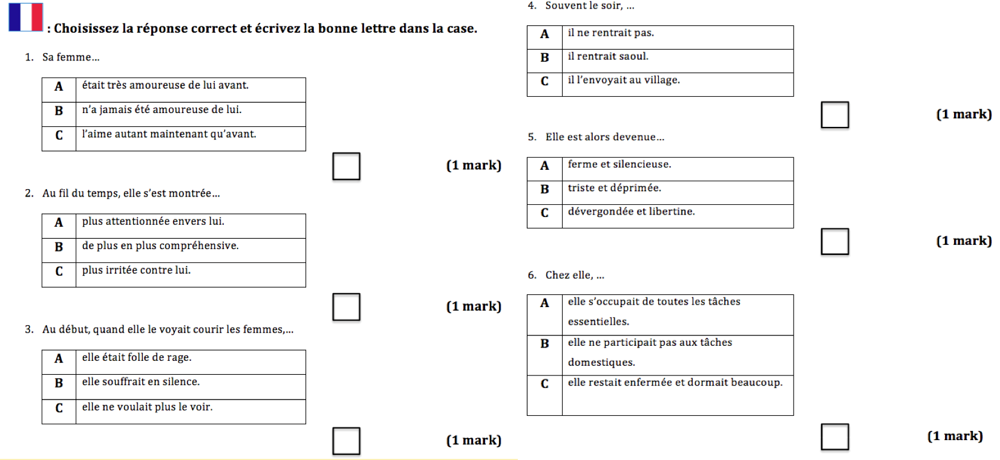 : Choisissez la réponse correct et écrivez la bonne lettre dans la case.
1. Sa femme...
A était très amoureuse de lui avant.
B n'a jamais été amoureuse de lui.
C l'aime autant maintenant qu'avant.
(1 mark)
2. Au fil du temps, elle s'est montrée...
A plus attentionnée envers lui.
B de plus en plus compréhensive.
C plus irritée contre lui.
(1 mark)
3. Au début, quand elle le voyait courir les femmes,...
A elle était folle de rage.
B elle souffrait en silence.
C elle ne voulait plus le voir.
(1 mark)
4. Souvent le soir, ...
A il ne rentrait pas.
B il rentrait saoul.
C il l'envoyait au village.
(1 mark)
5. Elle est alors devenue...
A ferme et silencieuse.
B triste et déprimée.
C dévergondée et libertine.
(1 mark)
6. Chez elle, ...
A elle s'occupait de toutes les tâches
essentielles.
B elle ne participait pas aux tâches
domestiques.
C elle restait enfermée et dormait beaucoup.
(1 mark)